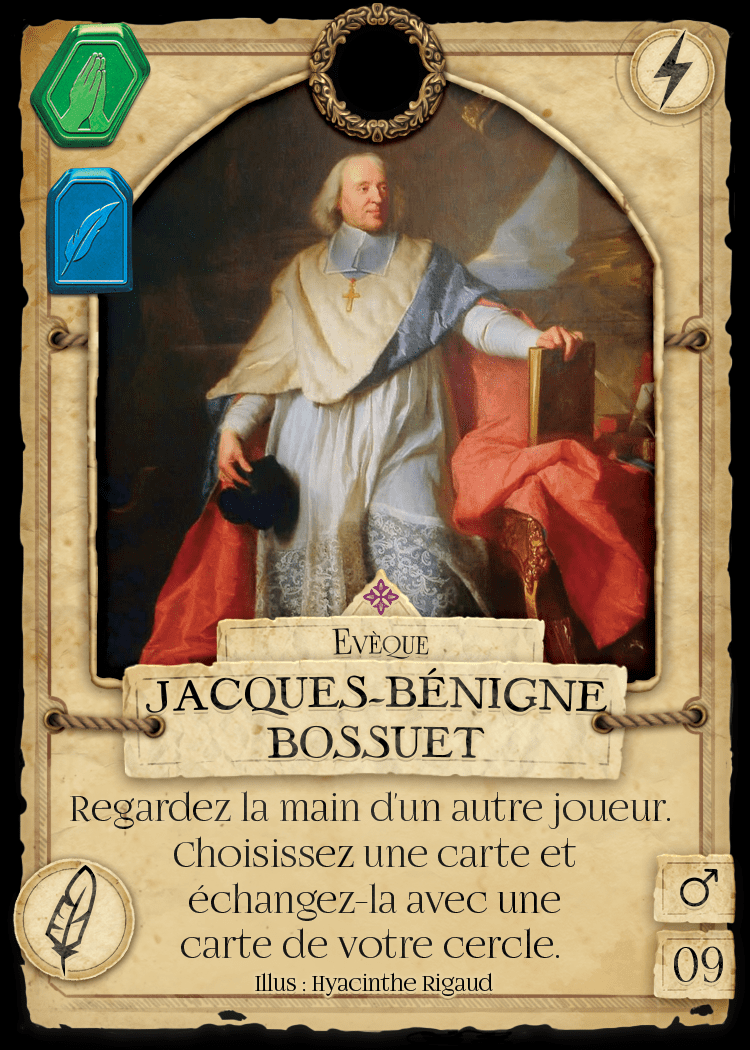 Evèque
JACQUES-BÉNIGNE
BOSSUET
Regardez la main d'un autre joueur.
Choisissez une carte et
échangez-la avec une
carte de votre cercle.
Illus : Hyacinthe Rigaud
♂
09